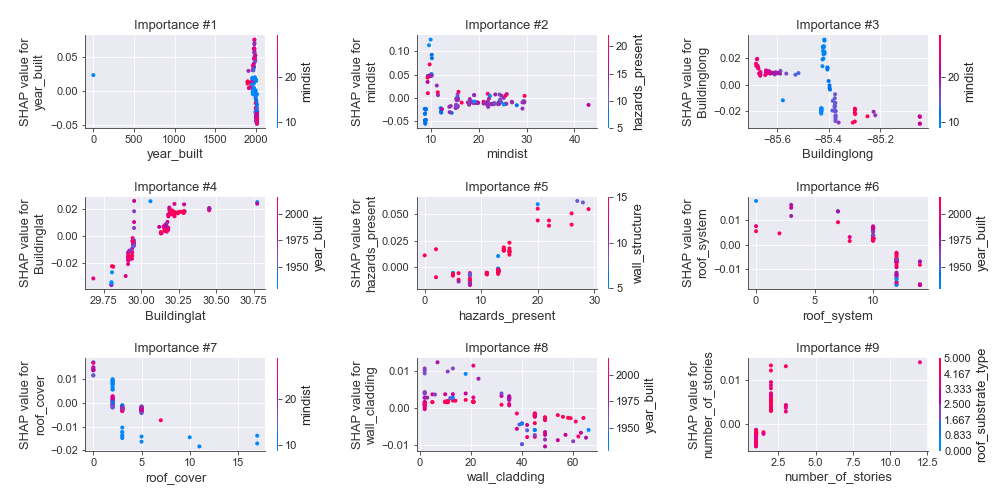 Importance #1
SHAP value for
year_built
0.05
0.00
−0.05
0
500
1000
1500
2000
year_built
20
10
mindist
Importance #2
SHAP value for
mindist
0.10
0.05
0.00
−0.05
10
20
30
40
mindist
20
15
10
5
hazards_present
Importance #3
SHAP value for
Buildinglong
0.02
0.00
−0.02
−85.6
−85.4
−85.2
Buildinglong
20
10
mindist
Importance #4
SHAP value for
Buildinglat
0.02
0.00
−0.02
29.75
30.00
30.25
30.50
30.75
Buildinglat
2000
1975
1950
year_built
Importance #5
SHAP value for
hazards_present
0.050
0.025
0.000
0
10
20
30
hazards_present
15
10
5
wall_structure
Importance #6
SHAP value for
roof_system
0.01
0.00
−0.01
0
5
10
roof_system
2000
1975
1950
year_built
Importance #7
SHAP value for
roof_cover
0.01
0.00
−0.01
−0.02
0
5
10
15
roof_cover
20
10
mindist
Importance #8
SHAP value for
wall_cladding
0.01
0.00
−0.01
0
20
40
60
wall_cladding
2000
1975
1950
year_built
Importance #9
SHAP value for
number_of_stories
0.01
0.00
2.5
5.0
7.5
10.0
12.5
number_of_stories
5.000
4.167
3.333
2.500
1.667
0.833
0.000
roof_substrate_type